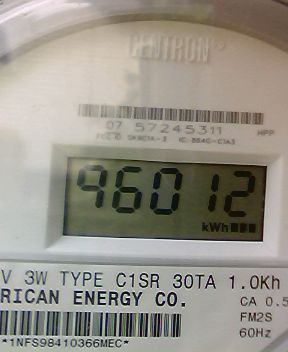 CENTRON
07 57245311 HPP
96012
kWh
V 3W TYPE C1SR 30TA 1.0Kh
RICAN ENERGY CO. CA 0.5
FM2S
*1NFS98410366MEC* 60Hz